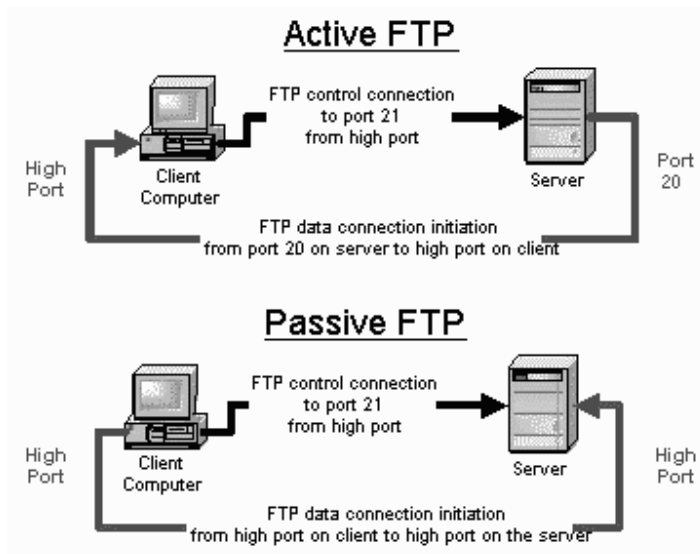 Active FTP
FTP control connection
to port 21
from high port
High
Port
Client
Computer
Server
Port
20
FTP data connection initiation
from port 20 on server to high port on client
Passive FTP
FTP control connection
to port 21
from high port
High
Port
Client
Computer
Server
High
Port
FTP data connection initiation
from high port on client to high port on the server